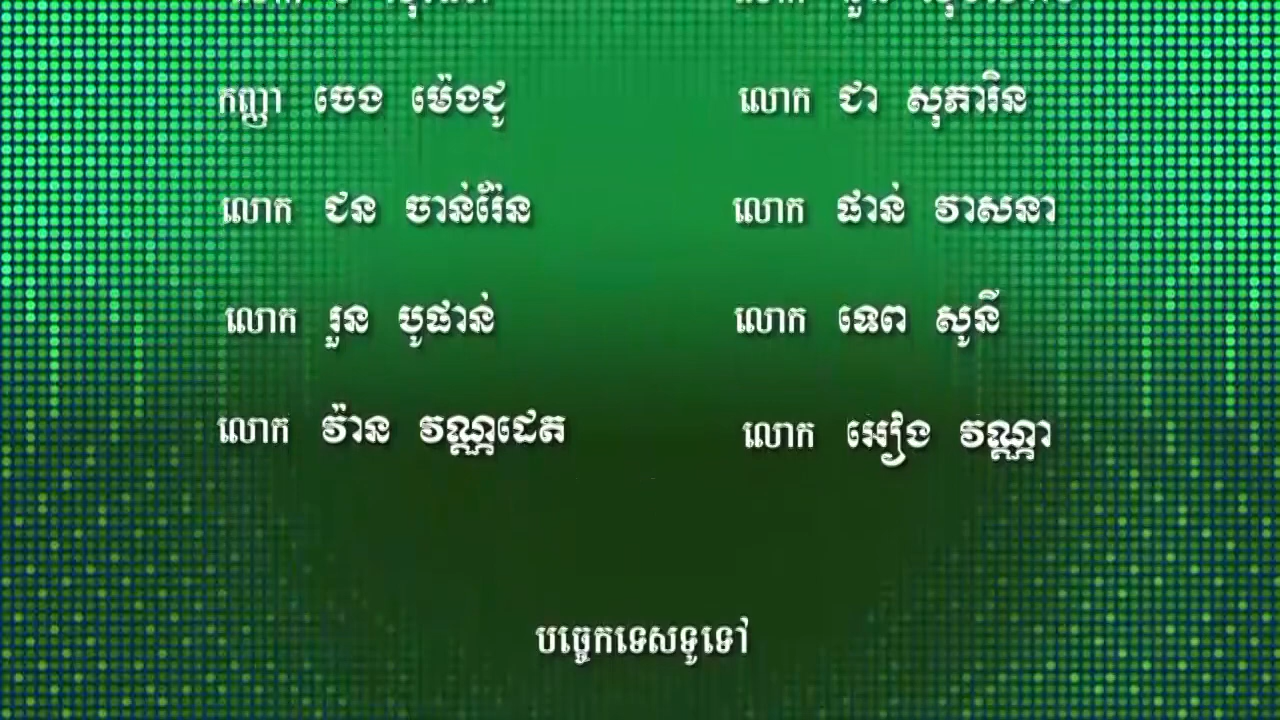 កញ្ញា ចេង ម៉េងជូ លោក ជា សុភារិន
លោក ជន ចាន់រ៉ែន លោក ផាន់ វាសនា
លោក រួន បូផាន់ លោក ទេព សូនី
លោក វ៉ាន វណ្ណដេត លោក អៀង វណ្ណា
បច្ចេកទេសទូទៅ